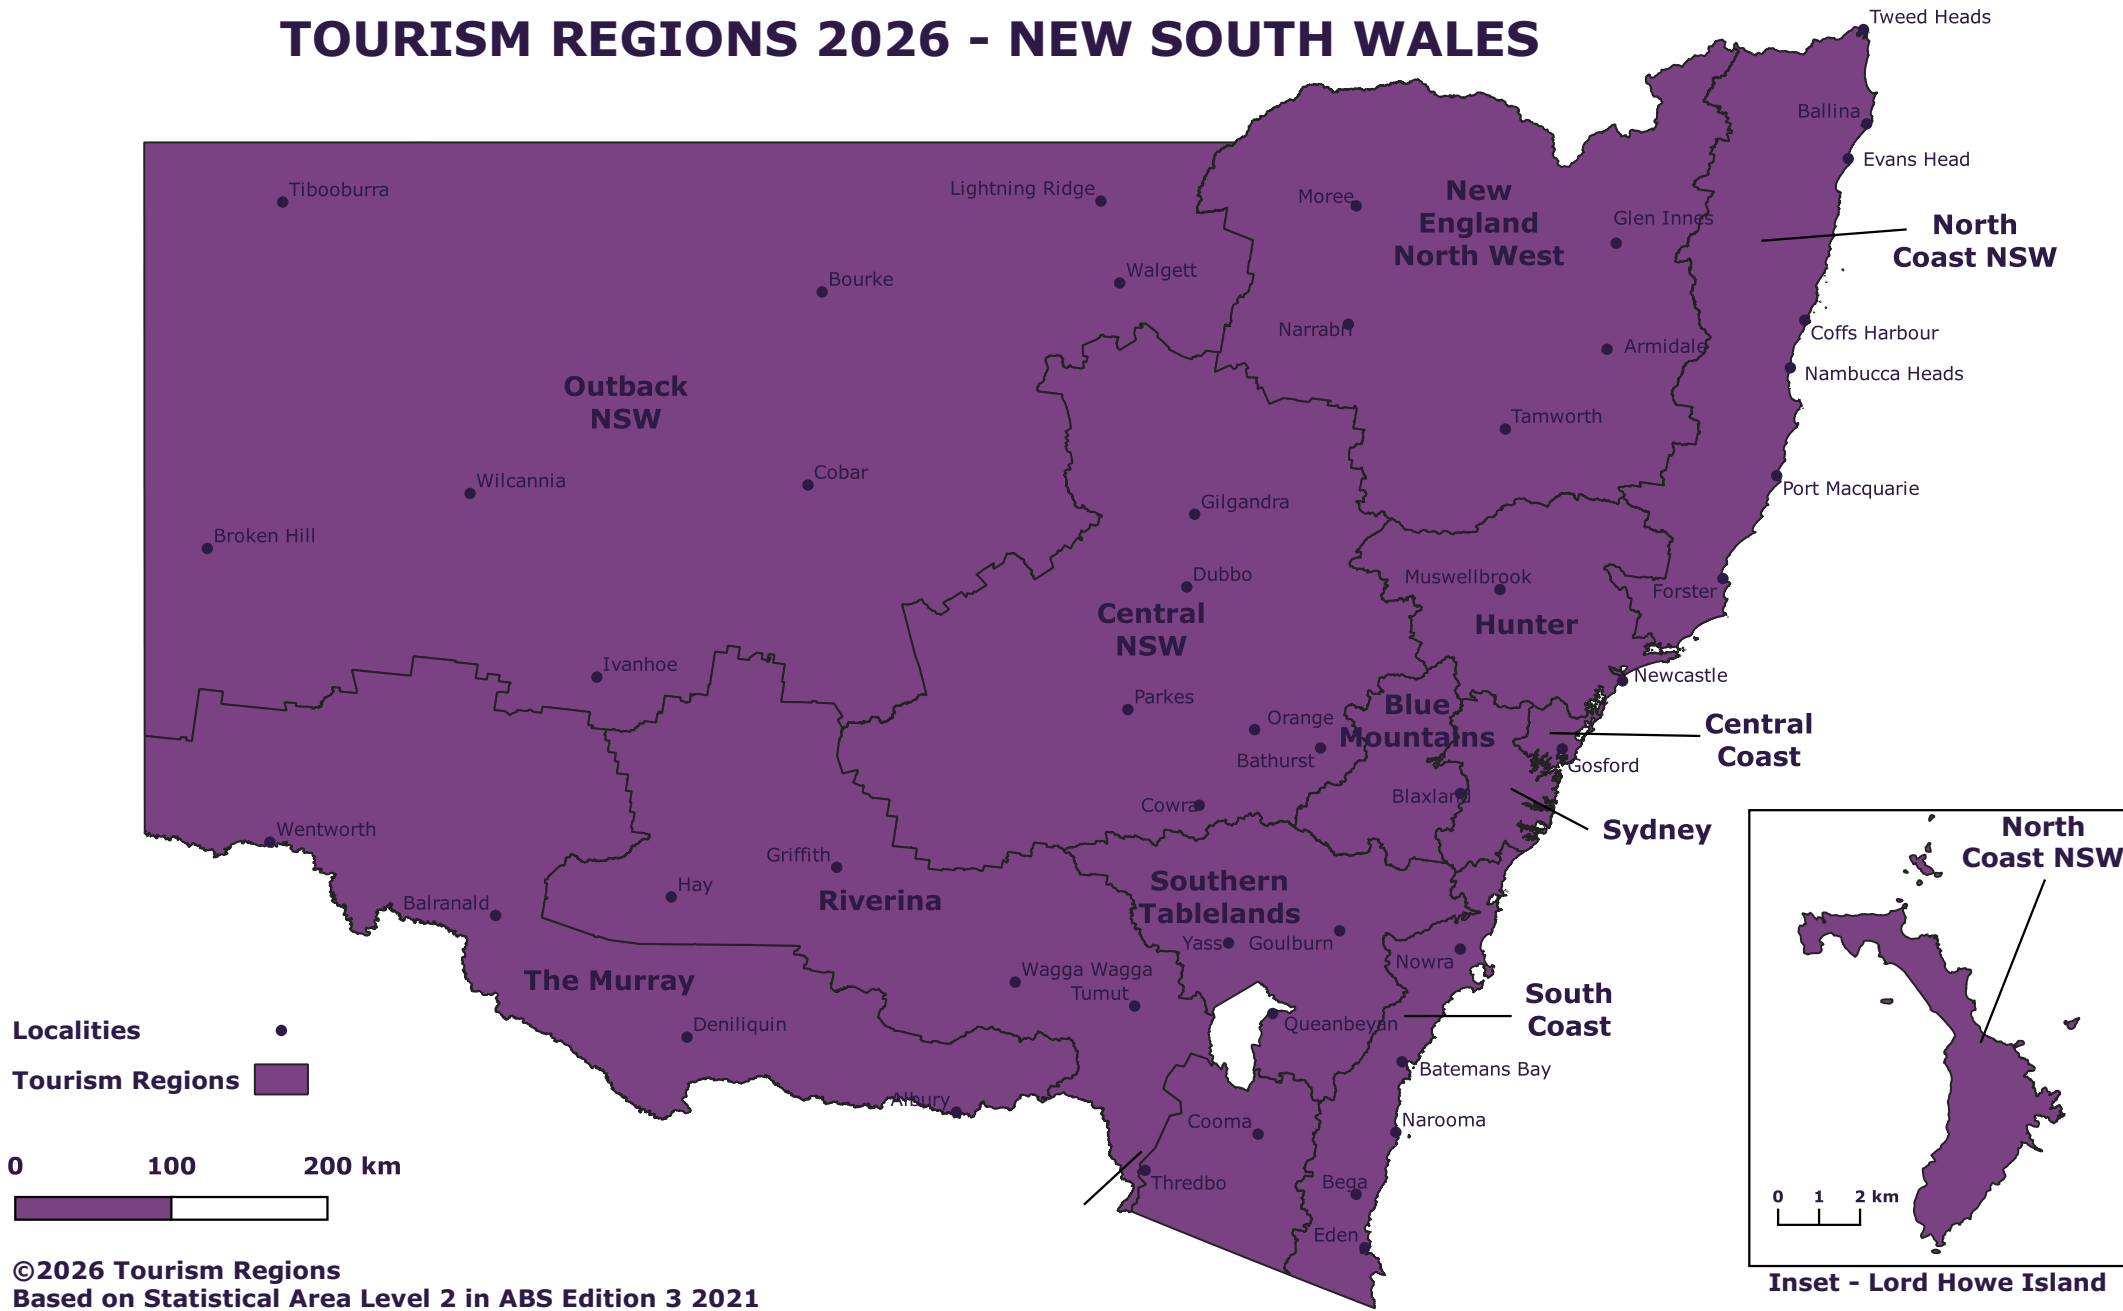 TOURISM REGIONS 2026 - NEW SOUTH WALES
Tweed Heads
Ballina
Evans Head
Tibooburra
Lightning Ridge
Moree
New
England
North West
Glen Innes
North
Coast NSW
Bourke
Walgett
Narrabri
Armidale
Coffs Harbour
Nambucca Heads
Outback
NSW
Tamworth
Wilcannia
Cobar
Gilgandra
Port Macquarie
Broken Hill
Dubbo
Central
NSW
Muswellbrook
Hunter
Forster
Ivanhoe
Parkes
Orange
Bathurst
Blue
Mountains
Newcastle
Central
Coast
Gosford
Blaxland
Cowra
Sydney
Wentworth
Griffith
Hay
Riverina
Balranald
Southern
Tablelands
Yass
Goulburn
Nowra
The Murray
Wagga Wagga
Tumut
Deniliquin
Queanbeyan
South
Coast
Batemans Bay
Albury
Cooma
Narooma
Thredbo
Bega
Eden
North
Coast NSW
0 1 2 km
Inset - Lord Howe Island
Localities
Tourism Regions
0 100 200 km
©2026 Tourism Regions
Based on Statistical Area Level 2 in ABS Edition 3 2021